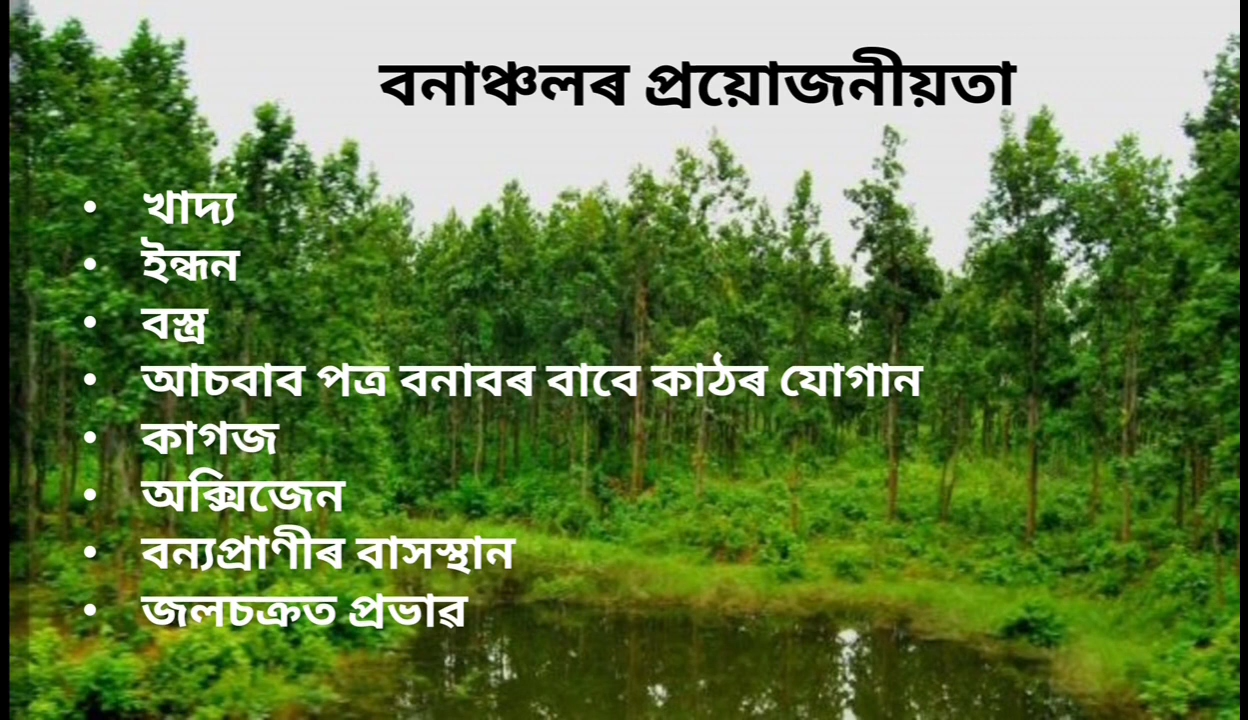 বনাঞ্চলৰ প্ৰয়োজনীয়তা
• খাদ্য
• ইন্ধন
• বস্ত্ৰ
• আচবাব পত্ৰ বনাবৰ বাবে কাঠৰ যোগান
• কাগজ
• অক্সিজেন
• বন্যপ্ৰাণীৰ বাসস্থান
• জলচক্ৰত প্ৰভাৱ